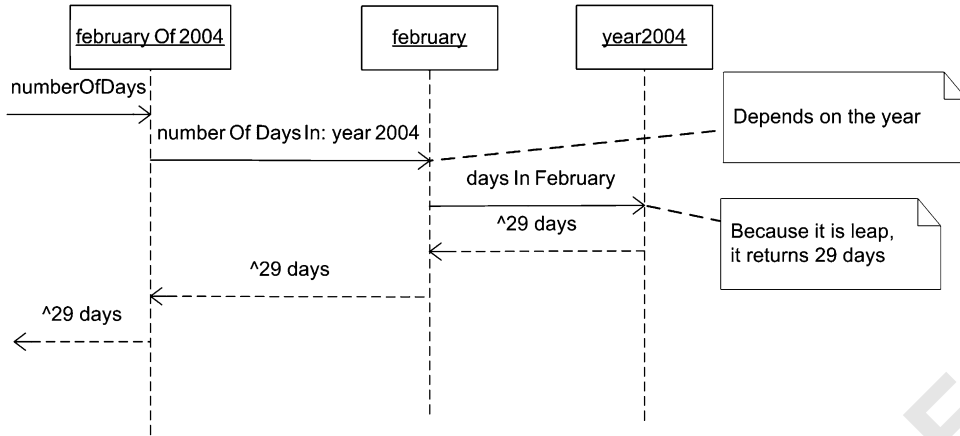 february Of 2004
february
year2004
numberOfDays
number Of Days In: year 2004
Depends on the year
days In February
^29 days
Because it is leap,
it returns 29 days
^29 days
^29 days